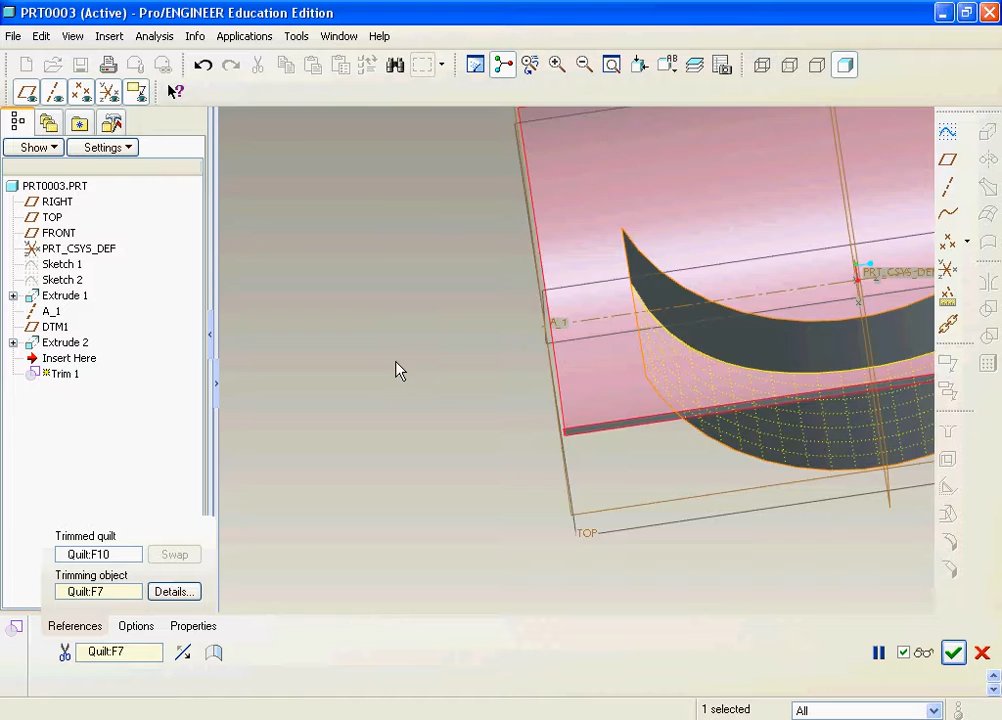 PRT0003 (Active) - Pro/ENGINEER Education Edition
File Edit View Insert Analysis Info Applications Tools Window Help
Show Settings
PRT0003.PRT
RIGHT
TOP
FRONT
PRT_CSYS_DEF
Sketch 1
Sketch 2
Extrude 1
A_1
DTM1
Extrude 2
Insert Here
Trim 1
PRT_CSYS_DEF
A_1
TOP
Trimmed quilt
Quilt:F10 Swap
Trimming object
Quilt:F7 Details...
References Options Properties
Quilt:F7
1 selected All